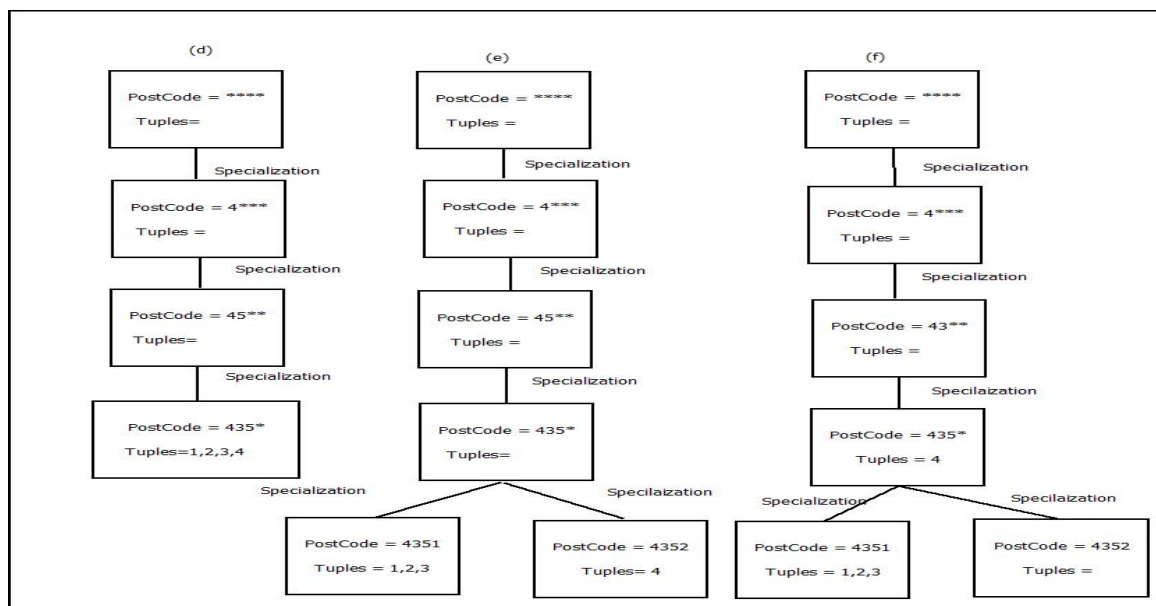 (d)
PostCode = ****
Tuples=
Specialization
PostCode = 4***
Tuples =
Specialization
PostCode = 45**
Tuples=
Specialization
PostCode = 435*
Tuples=1,2,3,4
(e)
PostCode = ****
Tuples =
Specialization
PostCode = 4***
Tuples =
Specialization
PostCode = 45**
Tuples =
Specialization
PostCode = 435*
Tuples=
Specialization
Specilaization
PostCode = 4351
Tuples = 1,2,3
PostCode = 4352
Tuples= 4
(f)
PostCode = ****
Tuples =
Specialization
PostCode = 4***
Tuples =
Specialization
PostCode = 43**
Tuples =
Specilaization
PostCode = 435*
Tuples = 4
Specialization
Specilaization
PostCode = 4351
Tuples = 1,2,3
PostCode = 4352
Tuples =